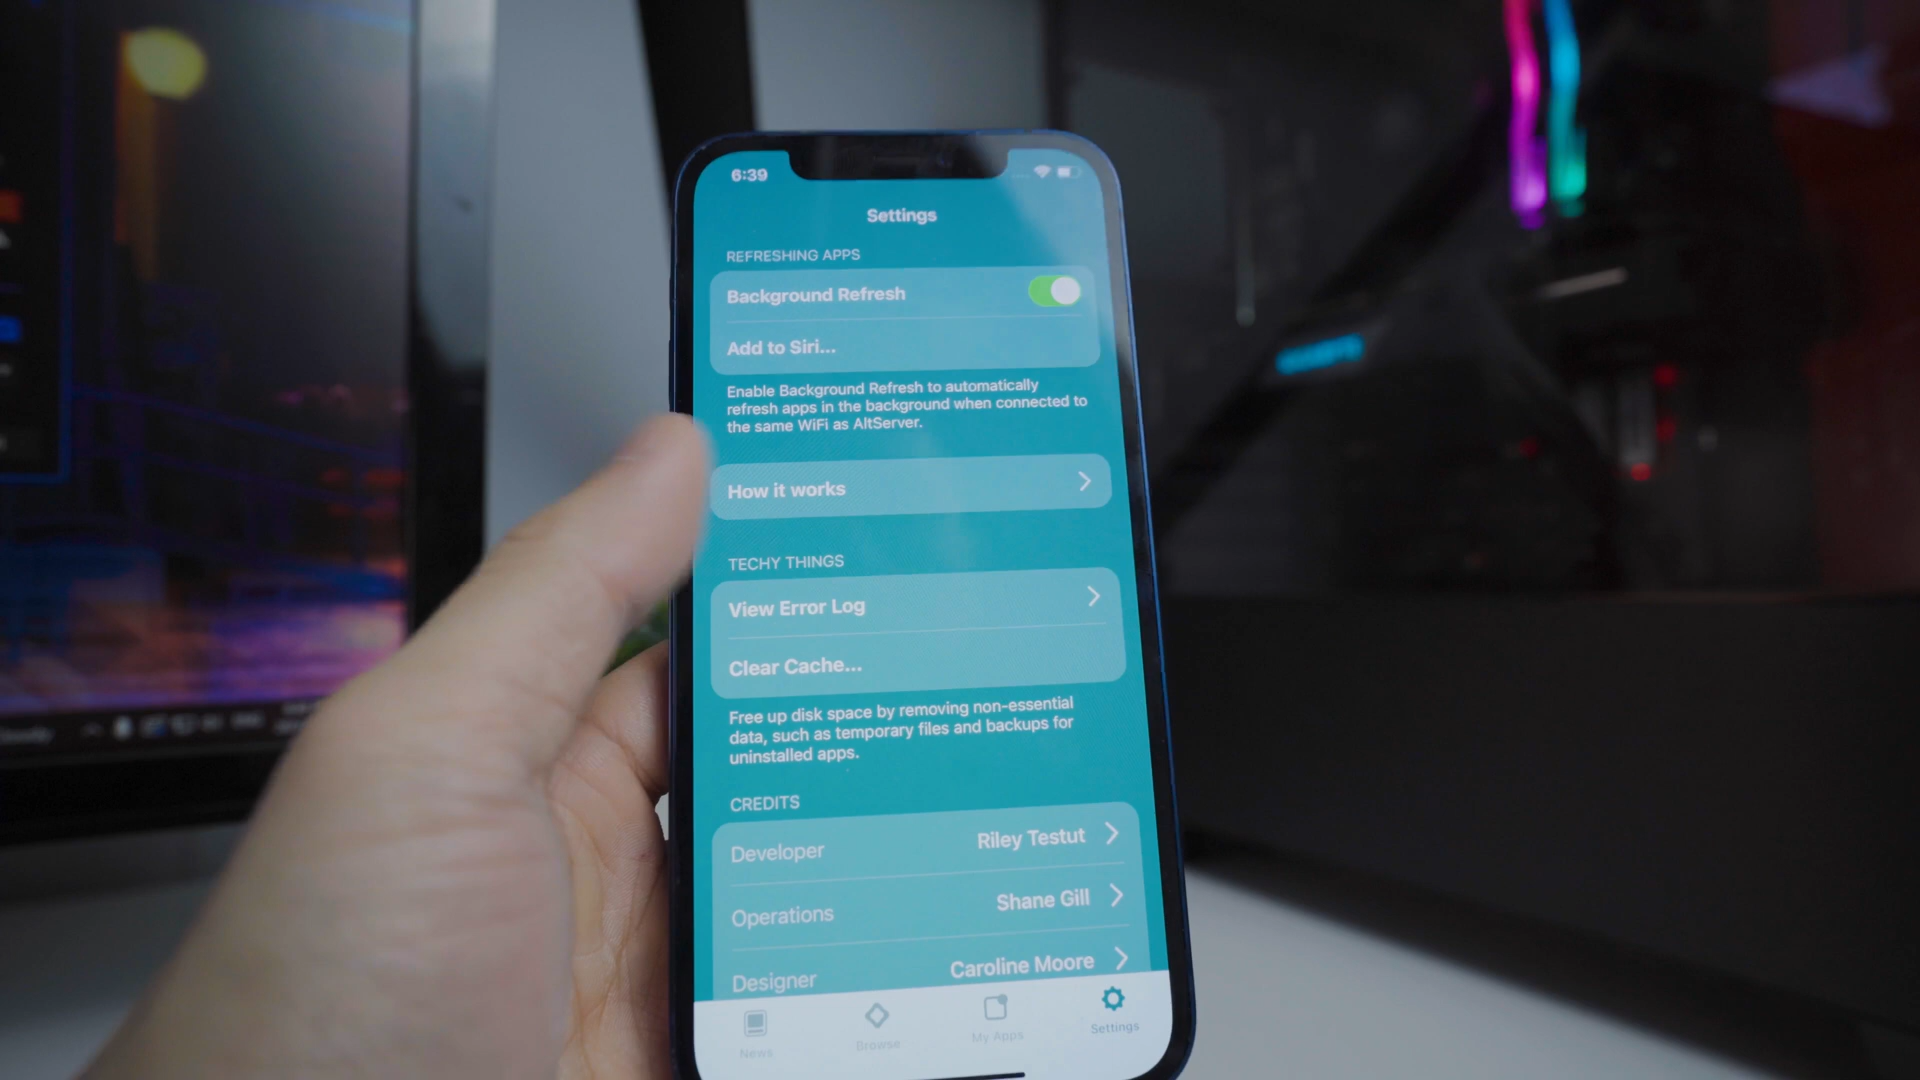 6:39
Settings
REFRESHING APPS
Background Refresh
Add to Siri...
Enable Background Refresh to automatically
refresh apps in the background when connected to
the same WiFi as AltServer.
How it works
TECHY THINGS
View Error Log
Clear Cache...
Free up disk space by removing non-essential
data, such as temporary files and backups for
uninstalled apps.
CREDITS
Developer Riley Testut
Operations Shane Gill
Designer Caroline Moore
News Browse My Apps Settings